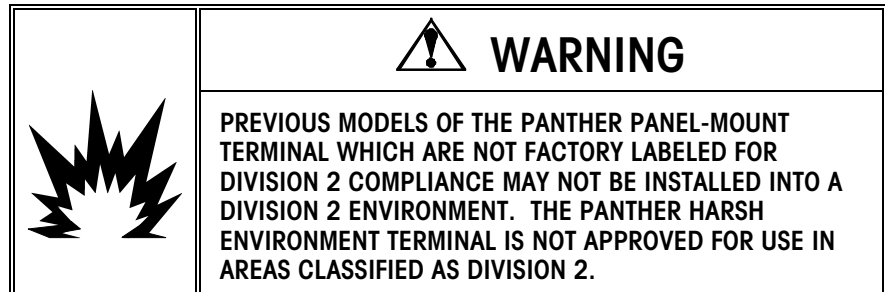 WARNING
PREVIOUS MODELS OF THE PANTHER PANEL-MOUNT
TERMINAL WHICH ARE NOT FACTORY LABELED FOR
DIVISION 2 COMPLIANCE MAY NOT BE INSTALLED INTO A
DIVISION 2 ENVIRONMENT.  THE PANTHER HARSH
ENVIRONMENT TERMINAL IS NOT APPROVED FOR USE IN
AREAS CLASSIFIED AS DIVISION 2.